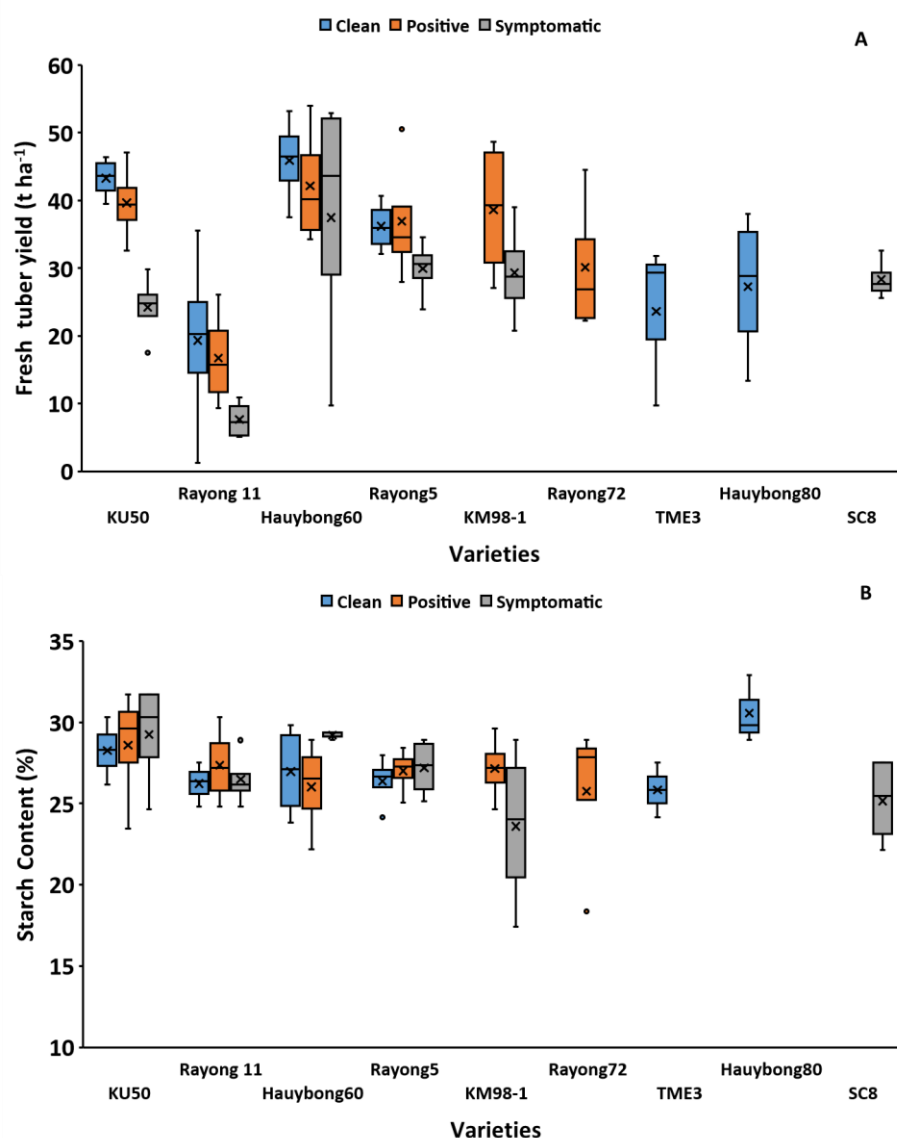 Clean Positive Symptomatic
A
Fresh tuber yield (t ha⁻¹)
60
50
40
30
20
10
0
Rayong 11 Rayong5 Rayong72 Hauybong80
KU50 Hauybong60 KM98-1 TME3 SC8
Varieties
B
Clean Positive Symptomatic
Starch Content (%)
35
30
25
20
15
10
Rayong 11 Rayong5 Rayong72 Hauybong80
KU50 Hauybong60 KM98-1 TME3 SC8
Varieties